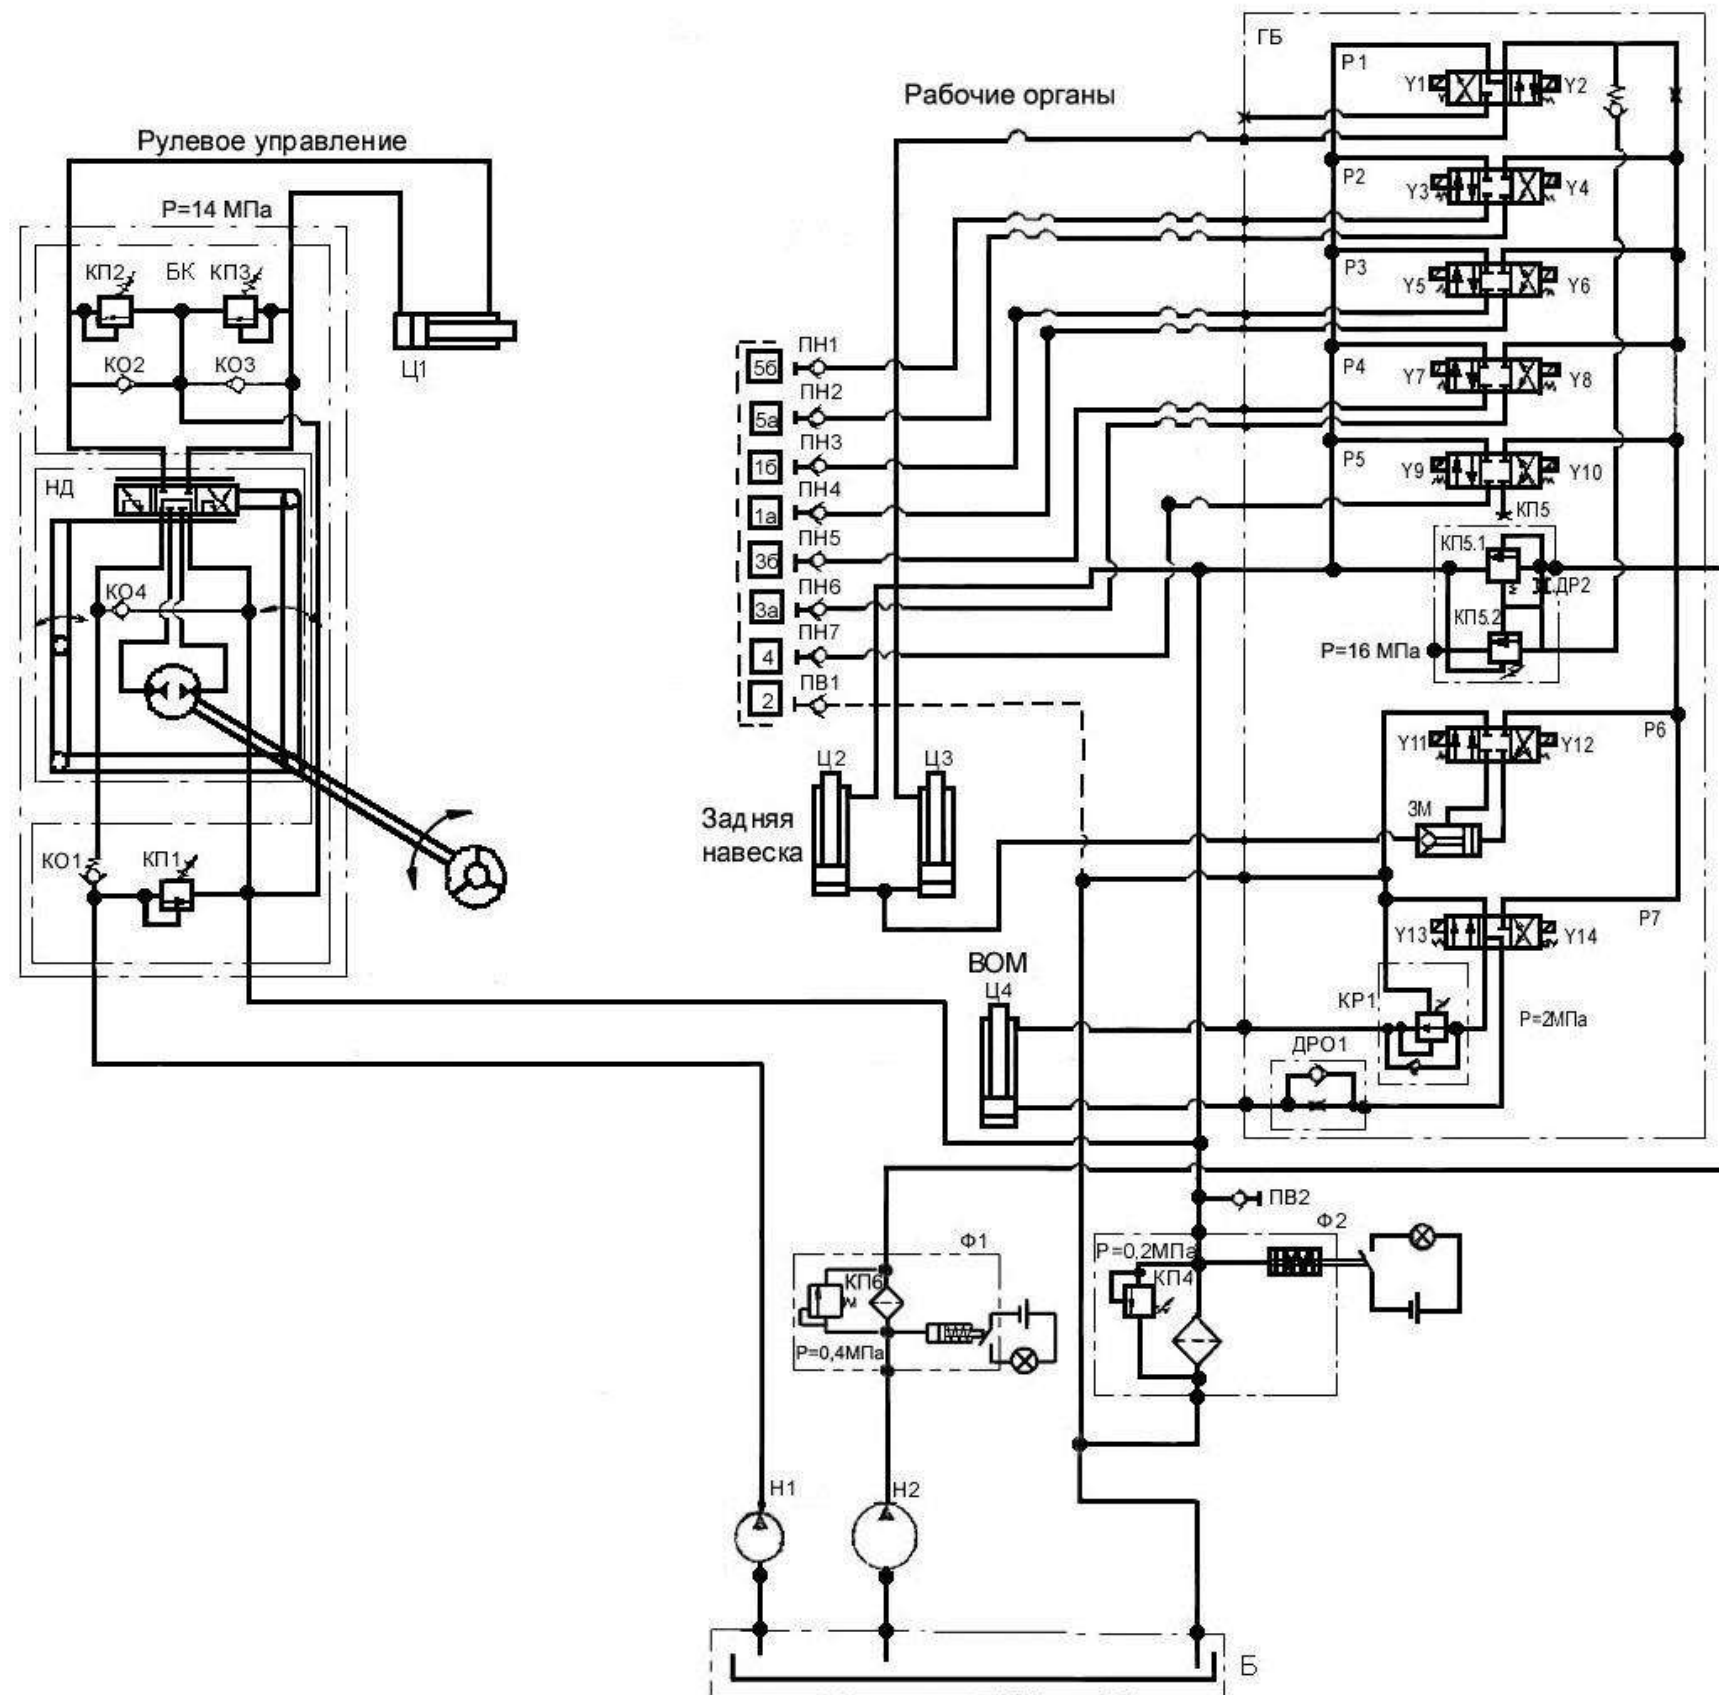 ГБ
Р1
Y1
Y2
Рабочие органы
Рулевое управление
Р2
Y3
Y4
Р=14 МПа
Р3
Y5
Y6
КП2
БК
КП3
ПН1
5б
Р4
Y7
Y8
КО2
КО3
Ц1
ПН2
5а
ПН3
1б
Р5
Y9
Y10
НД
ПН4
1а
КП5
ПН5
3б
КП5.1
КО4
ПН6
3а
ДР2
КП5.2
ПН7
4
Р=16 МПа
ПВ1
2
Р6
Y11
Y12
Ц2
Ц3
ЗМ
Задняя
навеска
КО1
КП1
Р7
Y13
Y14
ВОМ
Ц4
КР1
Р=2МПа
ДРО1
ПВ2
Ф1
Ф2
Р=0,2МПа
КП6
КП4
Р=0,4МПа
Н1
Н2
Б